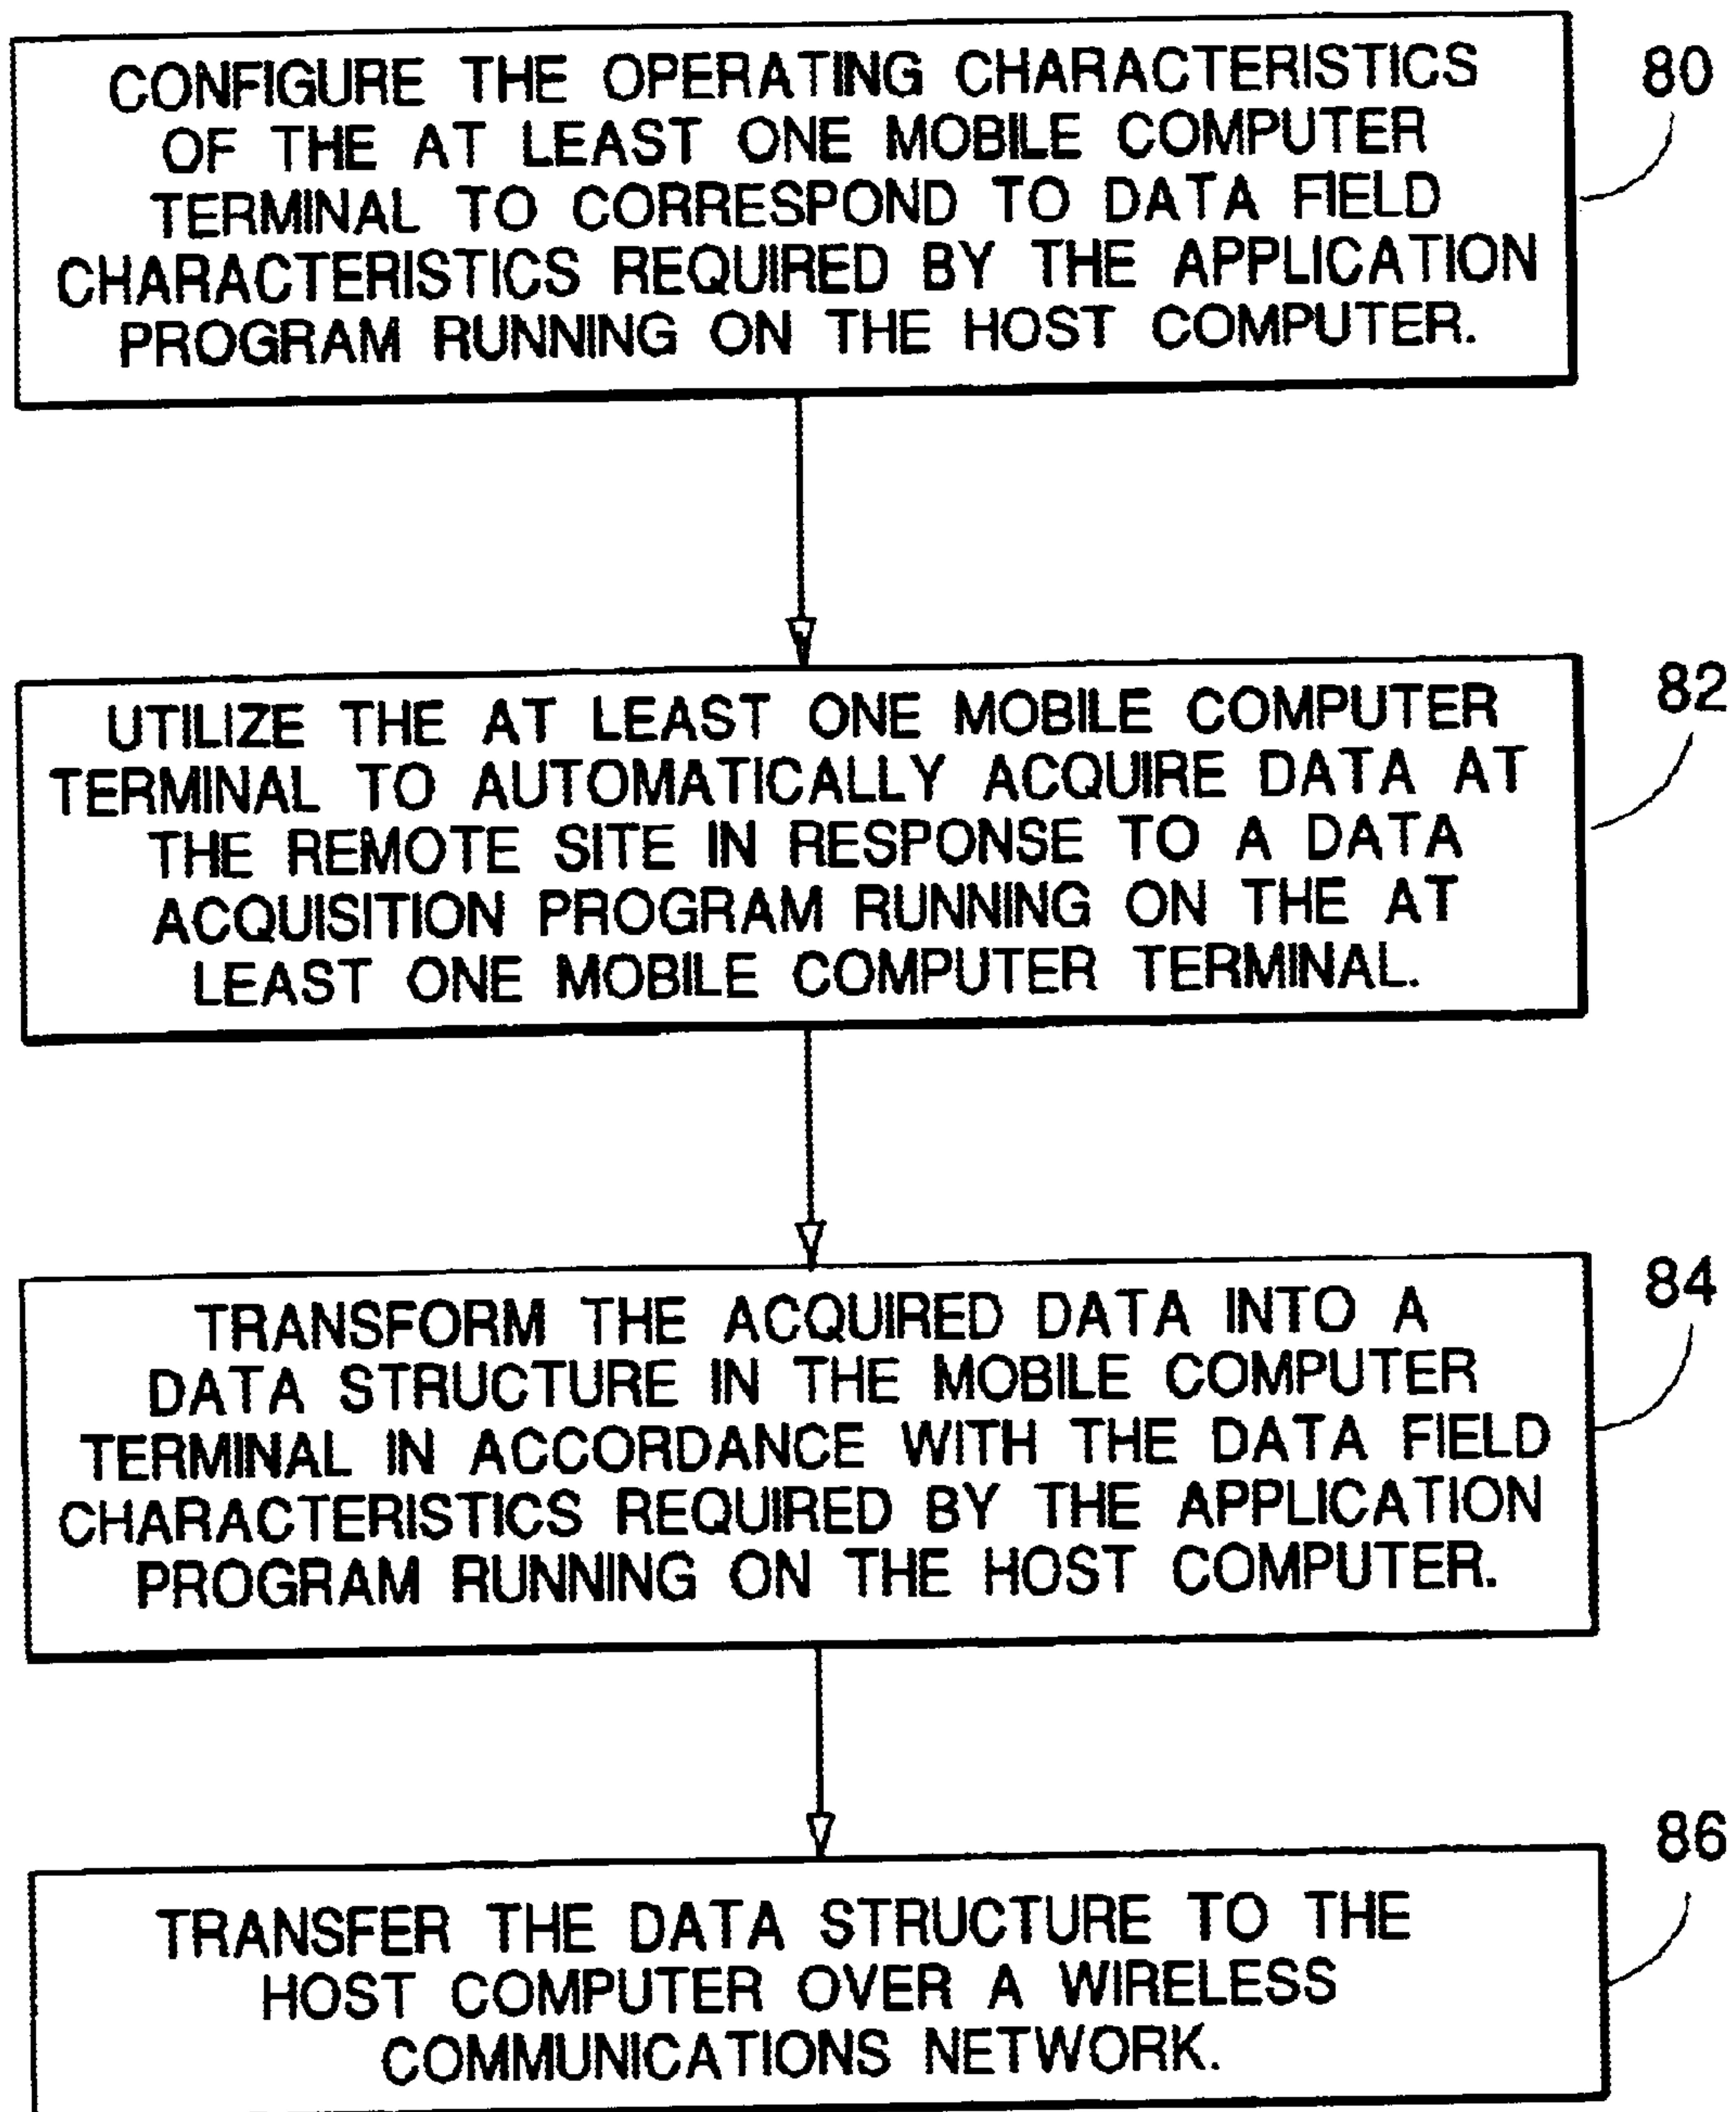 CONFIGURE THE OPERATING CHARACTERISTICS
OF THE AT LEAST ONE MOBILE COMPUTER
TERMINAL TO CORRESPOND TO DATA FIELD
CHARACTERISTICS REQUIRED BY THE APPLICATION
PROGRAM RUNNING ON THE HOST COMPUTER.
80
UTILIZE THE AT LEAST ONE MOBILE COMPUTER
TERMINAL TO AUTOMATICALLY ACQUIRE DATA AT
THE REMOTE SITE IN RESPONSE TO A DATA
ACQUISITION PROGRAM RUNNING ON THE AT
LEAST ONE MOBILE COMPUTER TERMINAL.
82
TRANSFORM THE ACQUIRED DATA INTO A
DATA STRUCTURE IN THE MOBILE COMPUTER
TERMINAL IN ACCORDANCE WITH THE DATA FIELD
CHARACTERISTICS REQUIRED BY THE APPLICATION
PROGRAM RUNNING ON THE HOST COMPUTER.
84
TRANSFER THE DATA STRUCTURE TO THE
HOST COMPUTER OVER A WIRELESS
COMMUNICATIONS NETWORK.
86